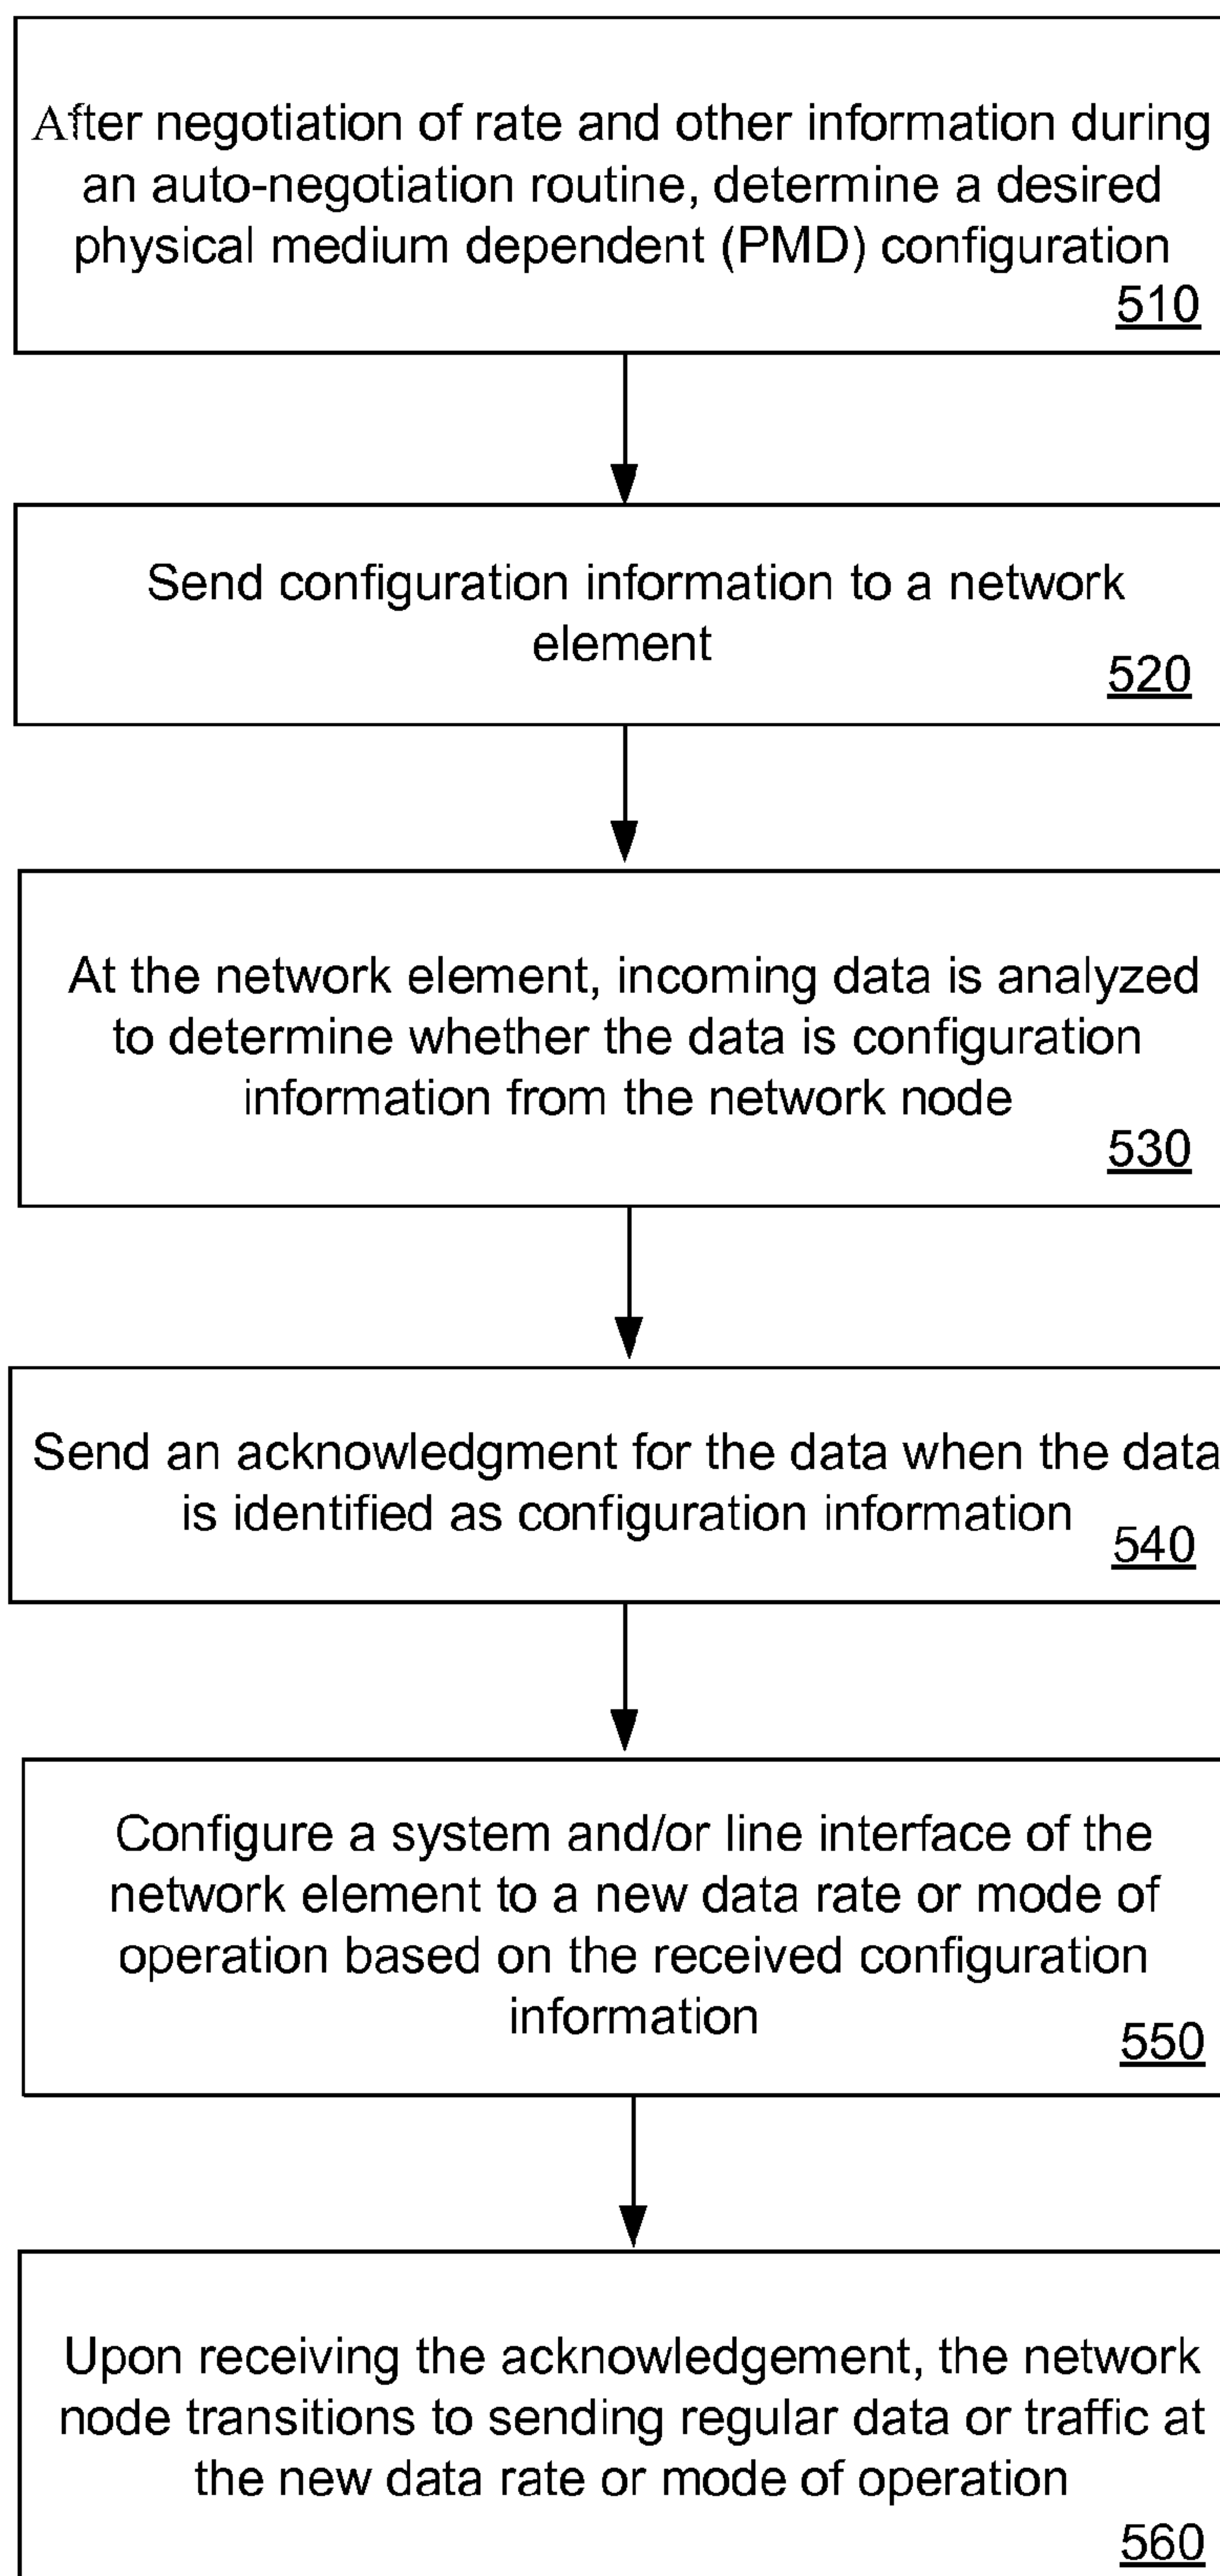 After negotiation of rate and other information during
an auto-negotiation routine, determine a desired
physical medium dependent (PMD) configuration
510
Send configuration information to a network
element
520
At the network element, incoming data is analyzed
to determine whether the data is configuration
information from the network node
530
Send an acknowledgment for the data when the data
is identified as configuration information
540
Configure a system and/or line interface of the
network element to a new data rate or mode of
operation based on the received configuration
information
550
Upon receiving the acknowledgement, the network
node transitions to sending regular data or traffic at
the new data rate or mode of operation
560